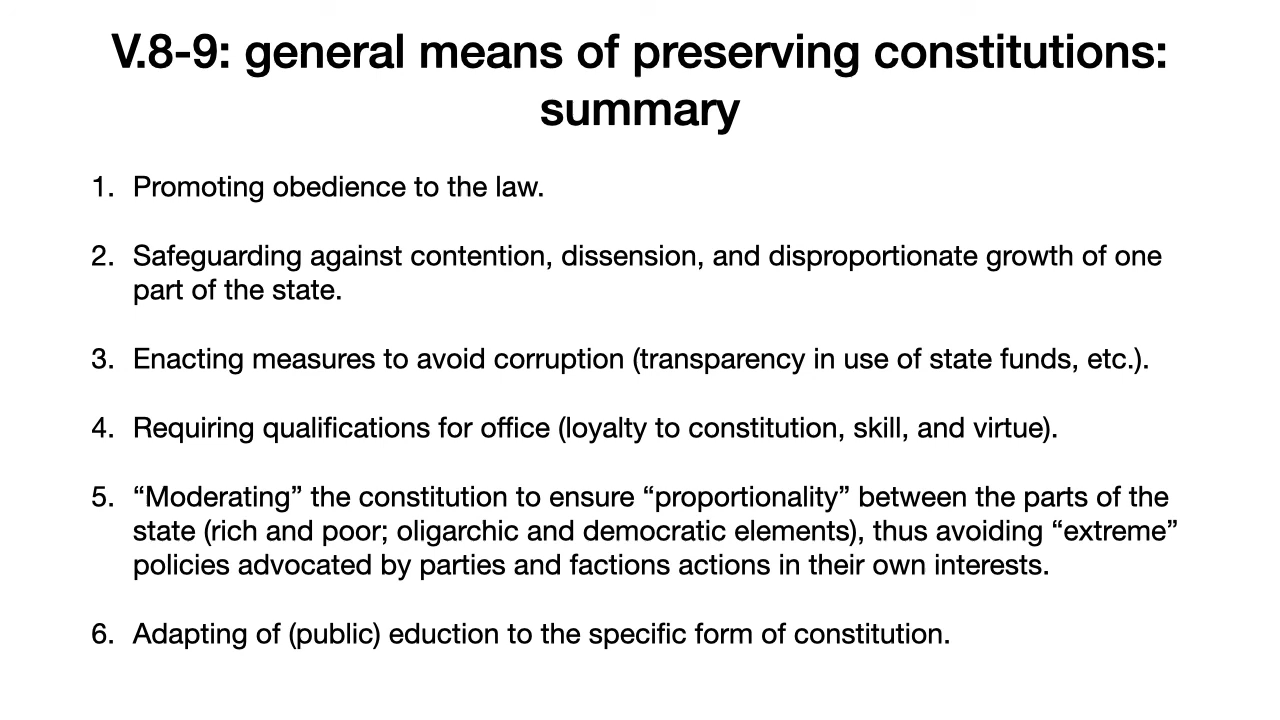 V.8-9: general means of preserving constitutions:
summary
1. Promoting obedience to the law.
2. Safeguarding against contention, dissension, and disproportionate growth of one
part of the state.
3. Enacting measures to avoid corruption (transparency in use of state funds, etc.).
4. Requiring qualifications for office (loyalty to constitution, skill, and virtue).
5. “Moderating” the constitution to ensure “proportionality” between the parts of the
state (rich and poor; oligarchic and democratic elements), thus avoiding “extreme”
policies advocated by parties and factions actions in their own interests.
6. Adapting of (public) eduction to the specific form of constitution.